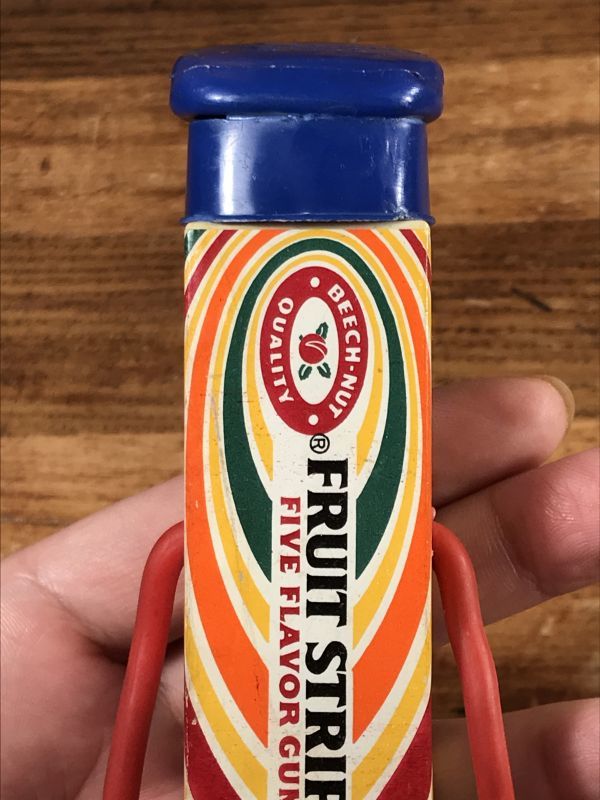 BEECH-NUT
QUALITY
®
FRUIT STRIP
FIVE FLAVOR GUM